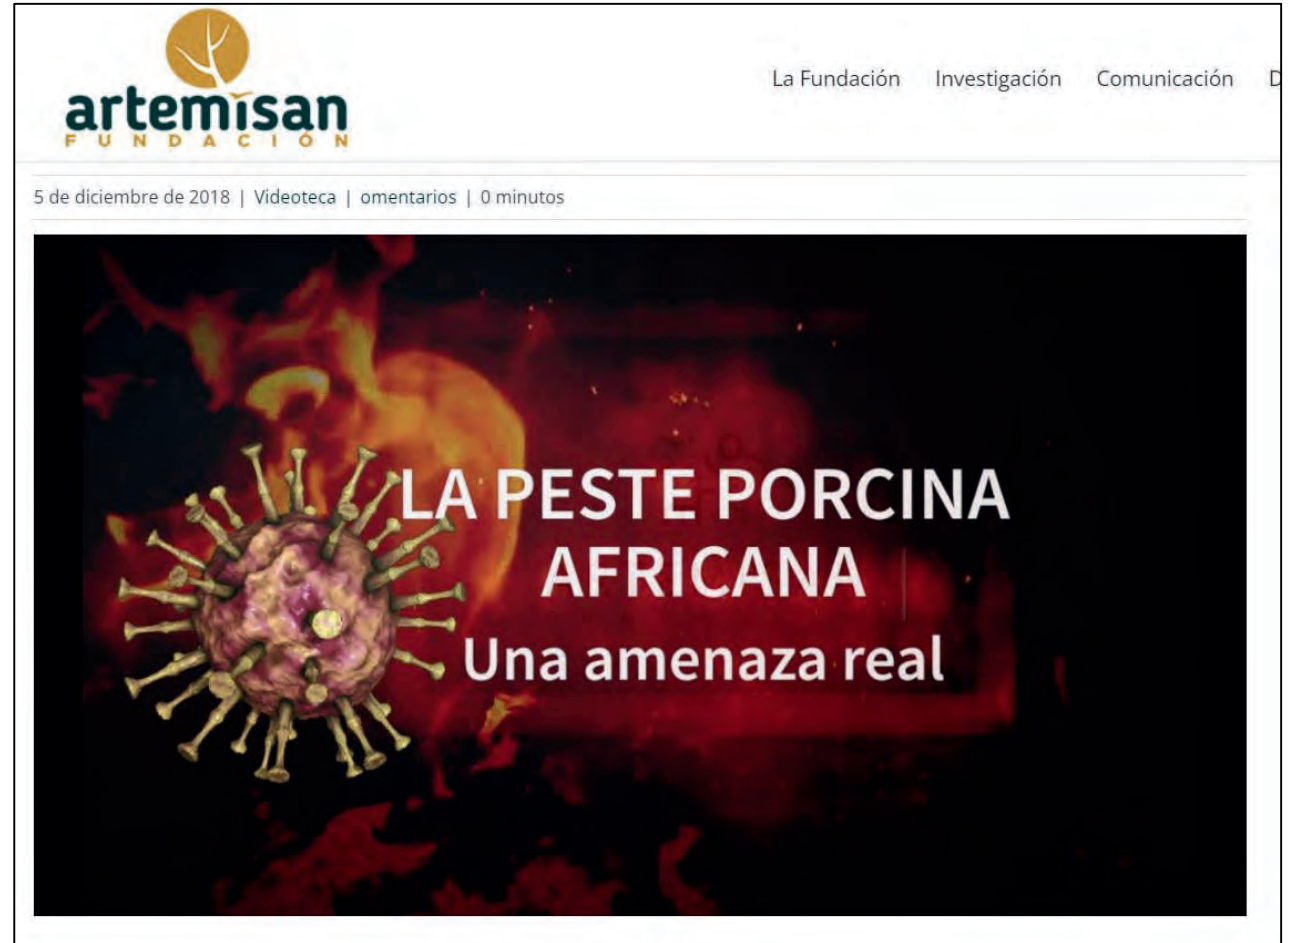 artemisan
FUNDACIÓN
La Fundación Investigación Comunicación D
5 de diciembre de 2018 | Videoteca | omentarios | 0 minutos
LA PESTE PORCINA
AFRICANA
Una amenaza real